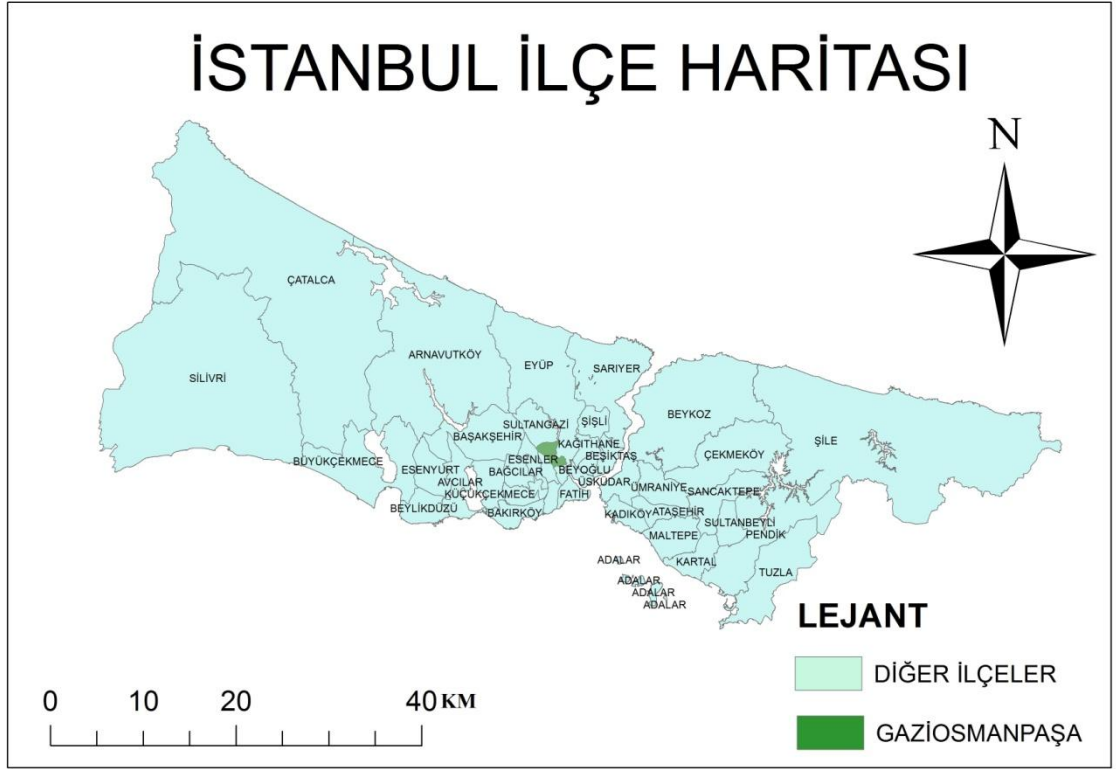 İSTANBUL İLÇE HARİTASI
N
ÇATALCA
ARNAVUTKÖY
EYÜP
SARIYER
SİLİVRİ
BEYKOZ
SULTANGAZİ
ŞİŞLİ
BAŞAKŞEHİR
KAĞITHANE
ŞİLE
ÇEKMEKÖY
BÜYÜKÇEKMECE
ESENLER
BEŞİKTAŞ
ESENYURT
BAĞCILAR
BEYOĞLU
AVCILAR
ÜSKÜDAR
ÜMRANİYE
SANCAKTEPE
KÜÇÜKÇEKMECE
FATİH
BEYLİKDÜZÜ
BAKIRKÖY
KADIKÖY
ATAŞEHİR
SULTANBEYLİ
MALTEPE
PENDİK
ADALAR
KARTAL
TUZLA
ADALAR
ADALAR
ADALAR
LEJANT
DİĞER İLÇELER
GAZİOSMANPAŞA
0 10 20 40 KM